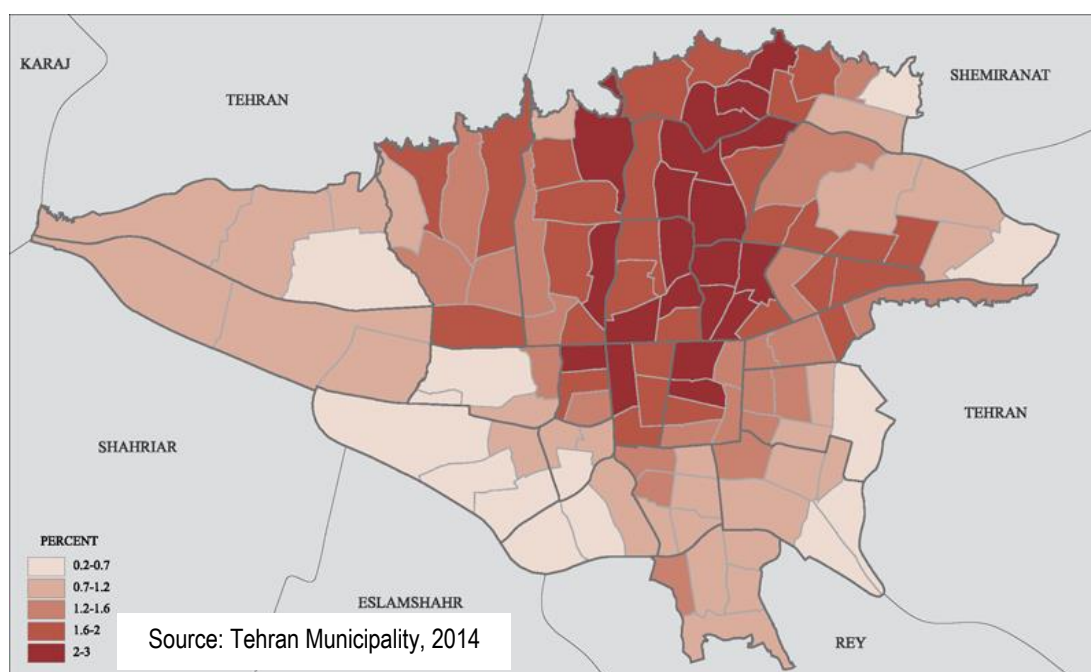 KARAJ
TEHRAN
SHEMIRANAT
TEHRAN
SHAHRIAR
PERCENT
0.2-0.7
0.7-1.2
1.2-1.6
1.6-2
2-3
ESLAMSHAHR
REY
Source: Tehran Municipality, 2014